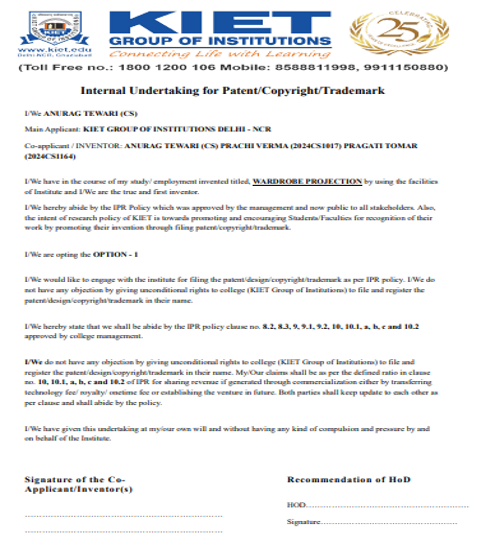 KIET GROUP OF INSTITUTIONS
www.kiet.edu
Delhi-NCR, Ghaziabad
KIET
GROUP OF INSTITUTIONS
Connecting Life with Learning
CELEBRATING
25
(Toll Free no.: 1800 1200 106 Mobile: 8588811998, 9911150880)
Internal Undertaking for Patent/Copyright/Trademark
I/We ANURAG TEWARI (CS)
Main Applicant: KIET GROUP OF INSTITUTIONS DELHI - NCR
Co-applicant / INVENTOR: ANURAG TEWARI (CS) PRACHI VERMA (2024CS1017) PRAGATI TOMAR
(2024CS1164)
I/We have in the course of my study/ employment invented titled, WARDROBE PROJECTION by using the facilities
of Institute and I/We are the true and first inventor.
I/We hereby abide by the IPR Policy which was approved by the management and now public to all stakeholders. Also,
the intent of research policy of KIET is towards promoting and encouraging Students/Faculties for recognition of their
work by promoting their invention through filing patent/copyright/trademark.
I/We are opting the OPTION - 1
I/We would like to engage with the institute for filing the patent/design/copyright/trademark as per IPR policy. I/We do
not have any objection by giving unconditional rights to college (KIET Group of Institutions) to file and register the
patent/design/copyright/trademark in their name.
I/We hereby state that we shall be abide by the IPR policy clause no. 8.2, 8.3, 9, 9.1, 9.2, 10, 10.1, a, b, c and 10.2
approved by college management.
I/We do not have any objection by giving unconditional rights to college (KIET Group of Institutions) to file and
register the patent/design/copyright/trademark in their name. My/Our claims shall be as per the defined ratio in clause
no. 10, 10.1, a, b, c and 10.2 of IPR for sharing revenue if generated through commercialization either by transferring
technology fee/ royalty/ onetime fee or establishing the venture in future. Both parties shall keep update to each other as
per clause and shall abide by the policy.
I/We have given this undertaking at my/our own will and without having any kind of compulsion and pressure by and
on behalf of the Institute.
Signature of the Co-
Applicant/Inventor(s)
Recommendation of HoD
HOD
Signature